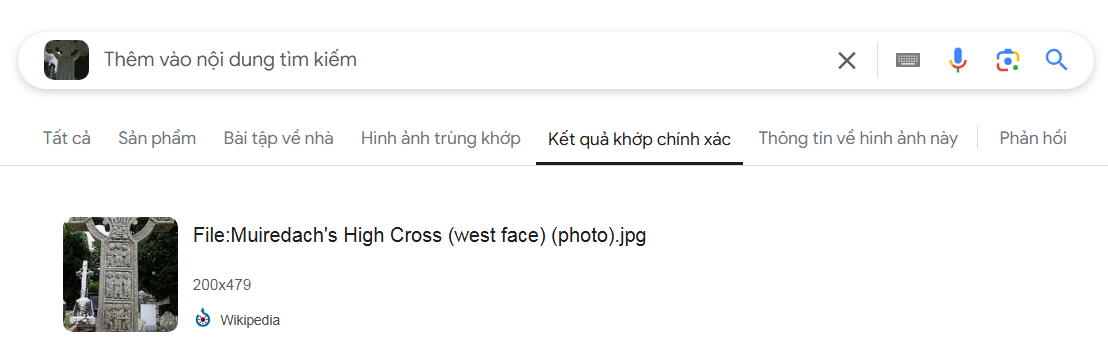 Thêm vào nội dung tìm kiếm
Tất cả Sản phẩm Bài tập về nhà Hình ảnh trùng khớp Kết quả khớp chính xác Thông tin về hình ảnh này Phản hồi
File:Muiredach's High Cross (west face) (photo).jpg
200x479
Wikipedia